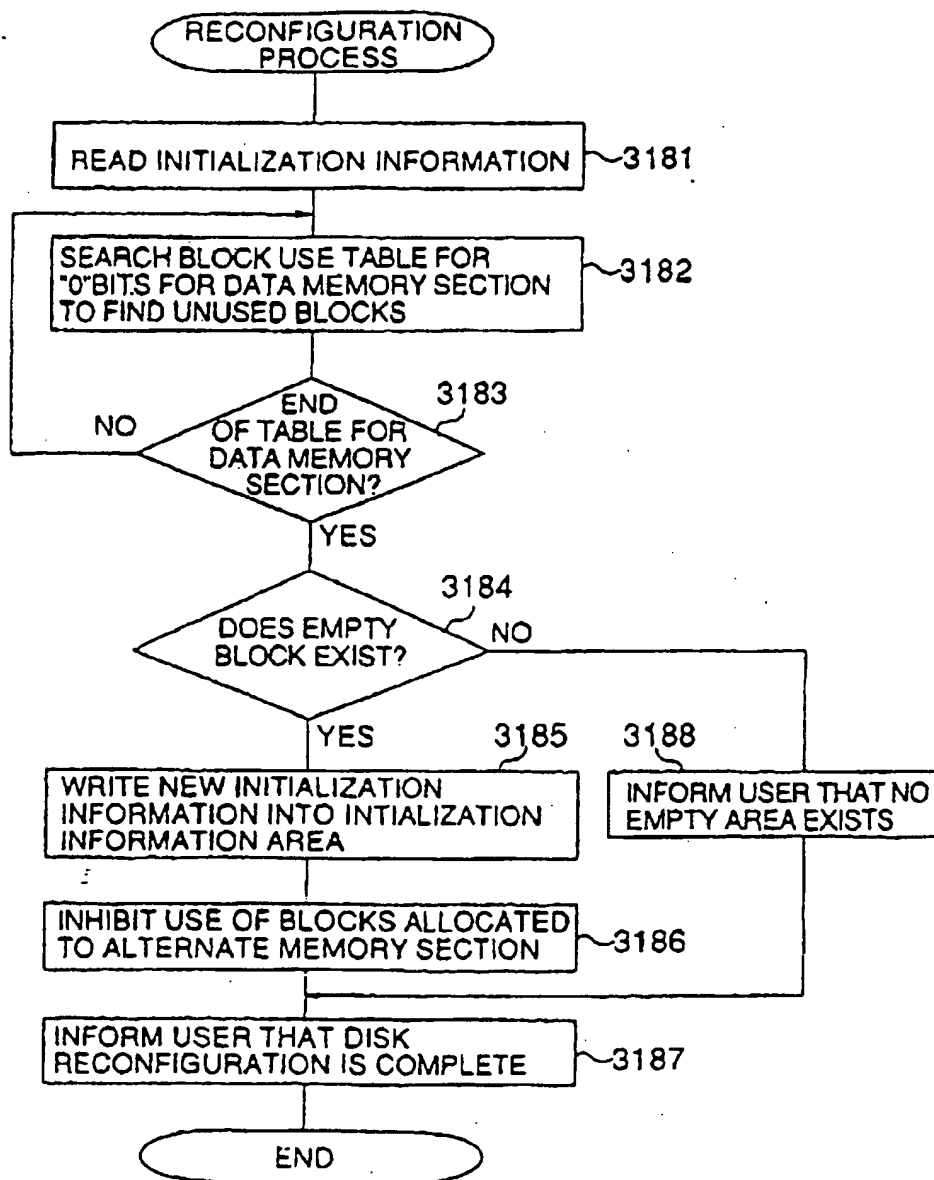 RECONFIGURATION
PROCESS
READ INITIALIZATION INFORMATION
3181
SEARCH BLOCK USE TABLE FOR
"0"BITS FOR DATA MEMORY SECTION
TO FIND UNUSED BLOCKS
3182
3183
END
OF TABLE FOR
DATA MEMORY
SECTION?
NO
YES
3184
DOES EMPTY
BLOCK EXIST?
NO
YES
3185
WRITE NEW INITIALIZATION
INFORMATION INTO INTIALIZATION
INFORMATION AREA
3188
INFORM USER THAT NO
EMPTY AREA EXISTS
INHIBIT USE OF BLOCKS ALLOCATED
TO ALTERNATE MEMORY SECTION
3186
INFORM USER THAT DISK
RECONFIGURATION IS COMPLETE
3187
END